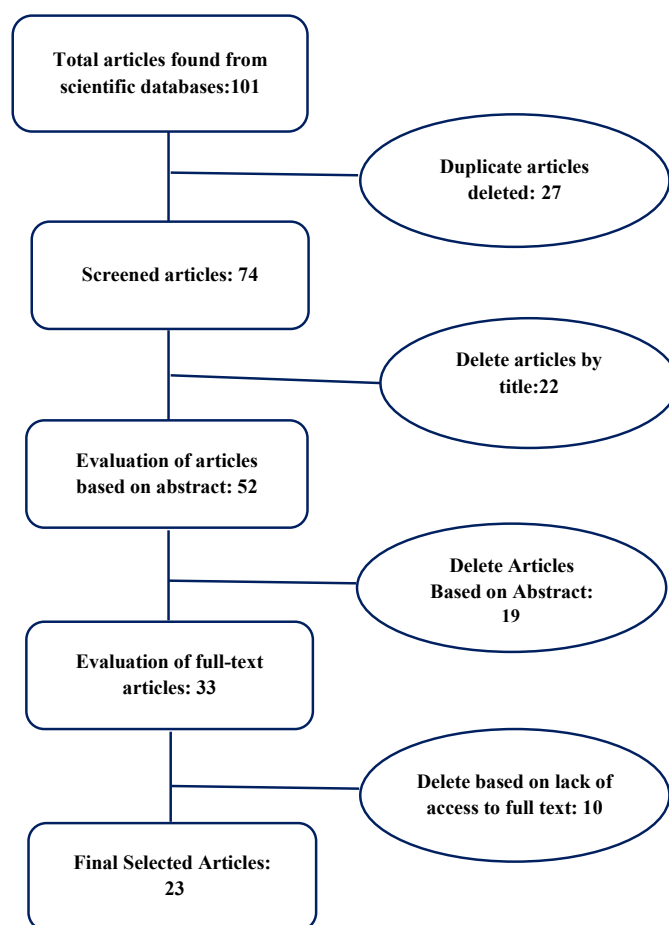 Total articles found from
scientific databases:101
Duplicate articles
deleted: 27
Screened articles: 74
Delete articles by
title:22
Evaluation of articles
based on abstract: 52
Delete Articles
Based on Abstract:
19
Evaluation of full-text
articles: 33
Delete based on lack of
access to full text: 10
Final Selected Articles:
23